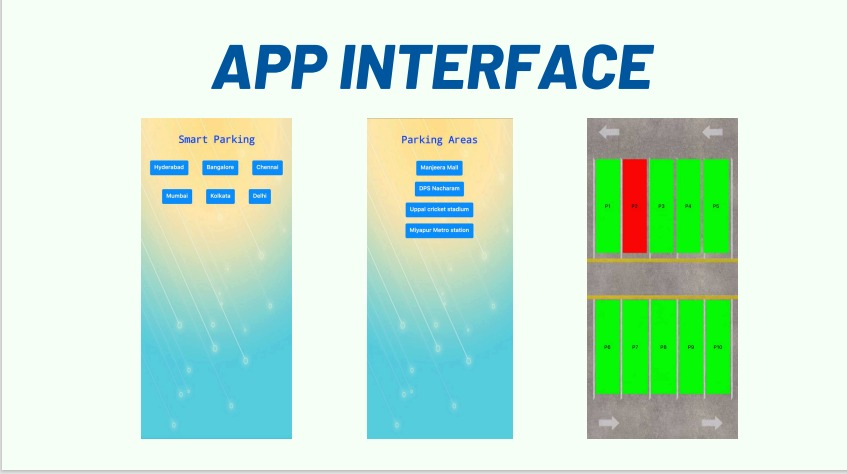 APP INTERFACE
Smart Parking
Hyderabad Bangalore Chennai
Mumbai Kolkata Delhi
Parking Areas
Manjeera Mall
DPS Nacharam
Uppal cricket stadium
Miyapur Metro station
P1 P2 P3 P4 P5
P6 P7 P8 P9 P10